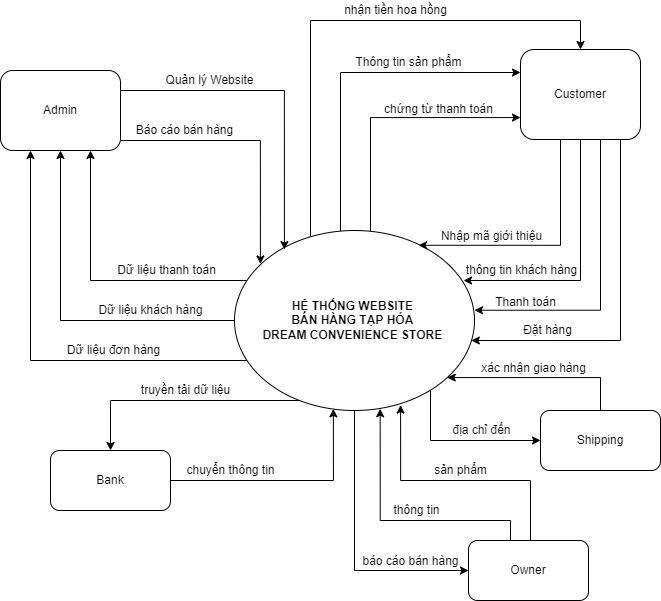 nhận tiền hoa hồng
Thông tin sản phẩm
Quản lý Website
Customer
Admin
chứng từ thanh toán
Báo cáo bán hàng
Nhập mã giới thiệu
Dữ liệu thanh toán
thông tin khách hàng
HỆ THỐNG WEBSITE
BÁN HÀNG TẠP HÓA
DREAM CONVENIENCE STORE
Dữ liệu khách hàng
Thanh toán
Đặt hàng
Dữ liệu đơn hàng
xác nhận giao hàng
truyền tải dữ liệu
địa chỉ đến
Shipping
chuyển thông tin
sản phẩm
Bank
thông tin
báo cáo bán hàng
Owner